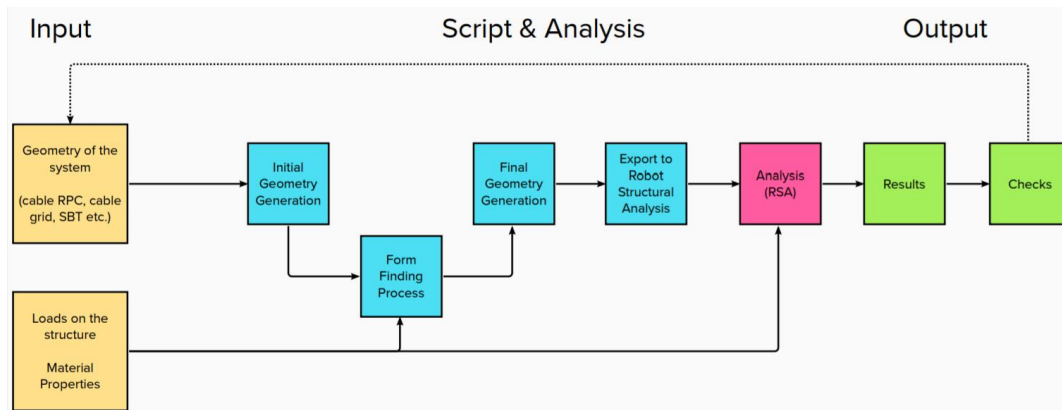 Input
Script & Analysis
Output
Geometry of the
system
(cable RPC, cable
grid, SBT etc.)
Initial
Geometry
Generation
Form
Finding
Process
Final
Geometry
Generation
Export to
Robot
Structural
Analysis
Analysis
(RSA)
Results
Checks
Loads on the
structure
Material
Properties